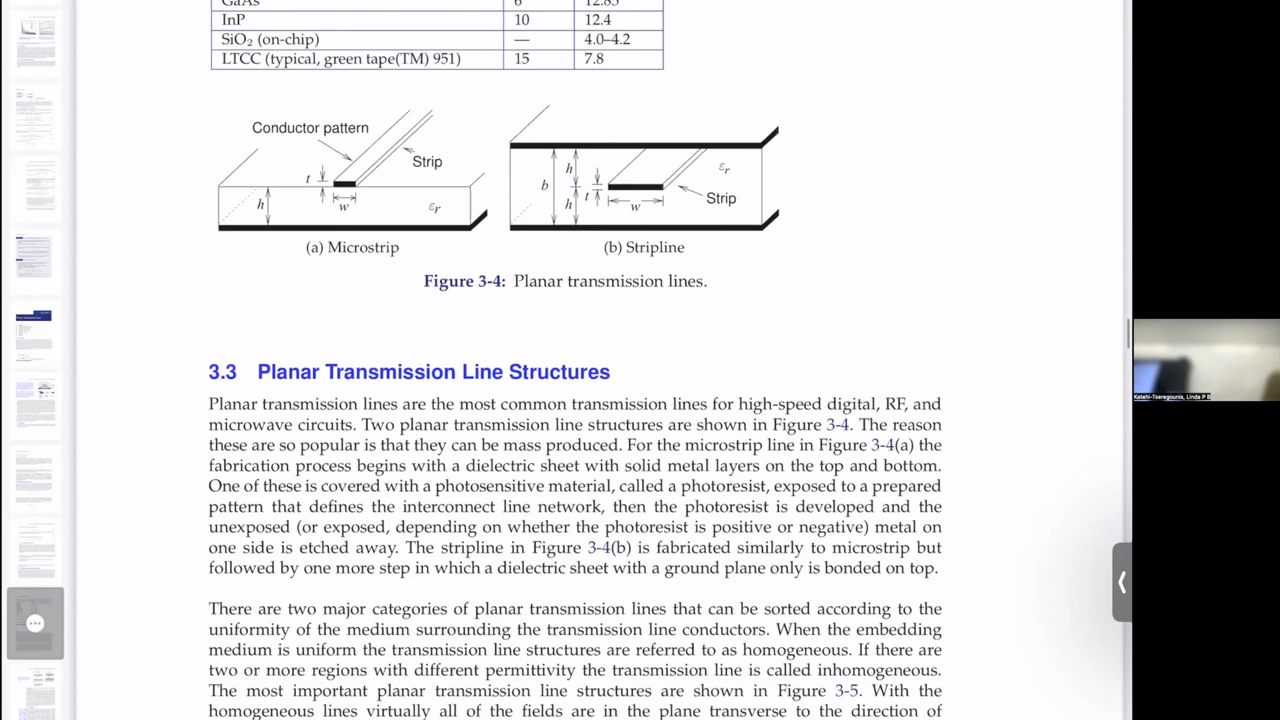 GaAs 6 12.85
InP 10 12.4
SiO₂ (on-chip) — 4.0–4.2
LTCC (typical, green tape(TM) 951) 15 7.8
Conductor pattern
Strip
t
h
w
εr
(a) Microstrip
b
h
h
t
w
εr
Strip
(b) Stripline
Figure 3-4: Planar transmission lines.
3.3 Planar Transmission Line Structures
Planar transmission lines are the most common transmission lines for high-speed digital, RF, and
microwave circuits. Two planar transmission line structures are shown in Figure 3-4. The reason
these are so popular is that they can be mass produced. For the microstrip line in Figure 3-4(a) the
fabrication process begins with a dielectric sheet with solid metal layers on the top and bottom.
One of these is covered with a photosensitive material, called a photoresist, exposed to a prepared
pattern that defines the interconnect line network, then the photoresist is developed and the
unexposed (or exposed, depending on whether the photoresist is positive or negative) metal on
one side is etched away. The stripline in Figure 3-4(b) is fabricated similarly to microstrip but
followed by one more step in which a dielectric sheet with a ground plane only is bonded on top.
There are two major categories of planar transmission lines that can be sorted according to the
uniformity of the medium surrounding the transmission line conductors. When the embedding
medium is uniform the transmission line structures are referred to as homogeneous. If there are
two or more regions with different permittivity the transmission lines is called inhomogeneous.
The most important planar transmission line structures are shown in Figure 3-5. With the
homogeneous lines virtually all of the fields are in the plane transverse to the direction of
Katehi-Tseregounis, Linda P B